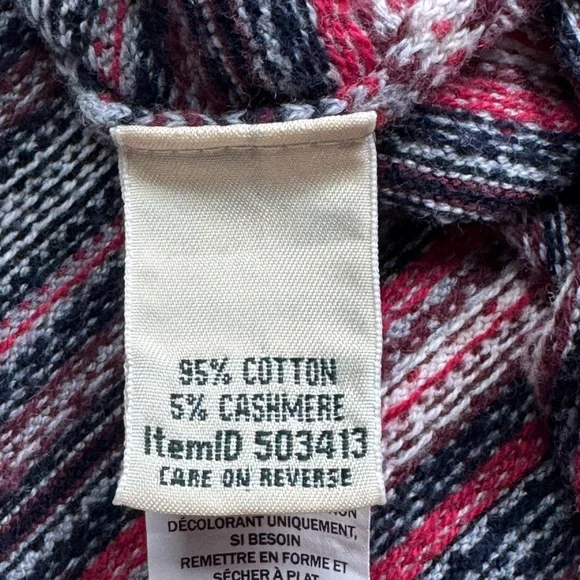 95% COTTON
5% CASHMERE
ItemID 503413
CARE ON REVERSE
DÉCOLORANT UNIQUEMENT,
SI BESOIN
REMETTRE EN FORME ET
SÉCHER À PLAT